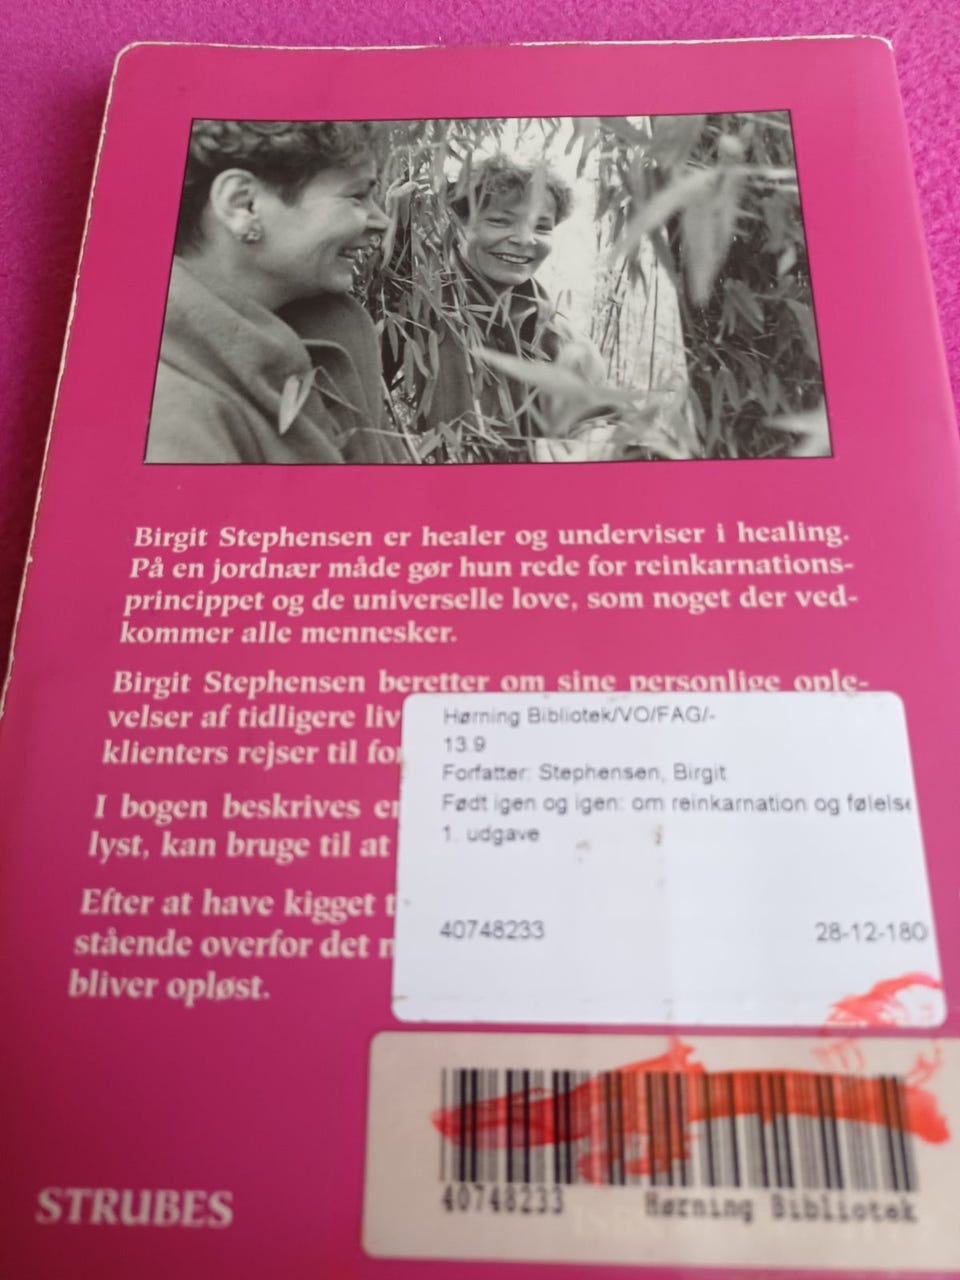 Birgit Stephensen er healer og underviser i healing.
På en jordnær måde gør hun rede for reinkarnations-
princippet og de universelle love, som noget der ved-
kommer alle mennesker.
Birgit Stephensen beretter om sine personlige ople-
velser af tidligere liv
klienters rejser til
I bogen beskrives
lyst, kan bruge til at
Efter at have kigget
stående overfor det
bliver opløst.
Hørning Bibliotek/VO/FAG/-
13.9
Forfatter: Stephensen, Birgit
Født igen og igen: om reinkarnation og følelse
1. udgave
40748233 28-12-180
40748233 Hørning Bibliotek
STRUBES